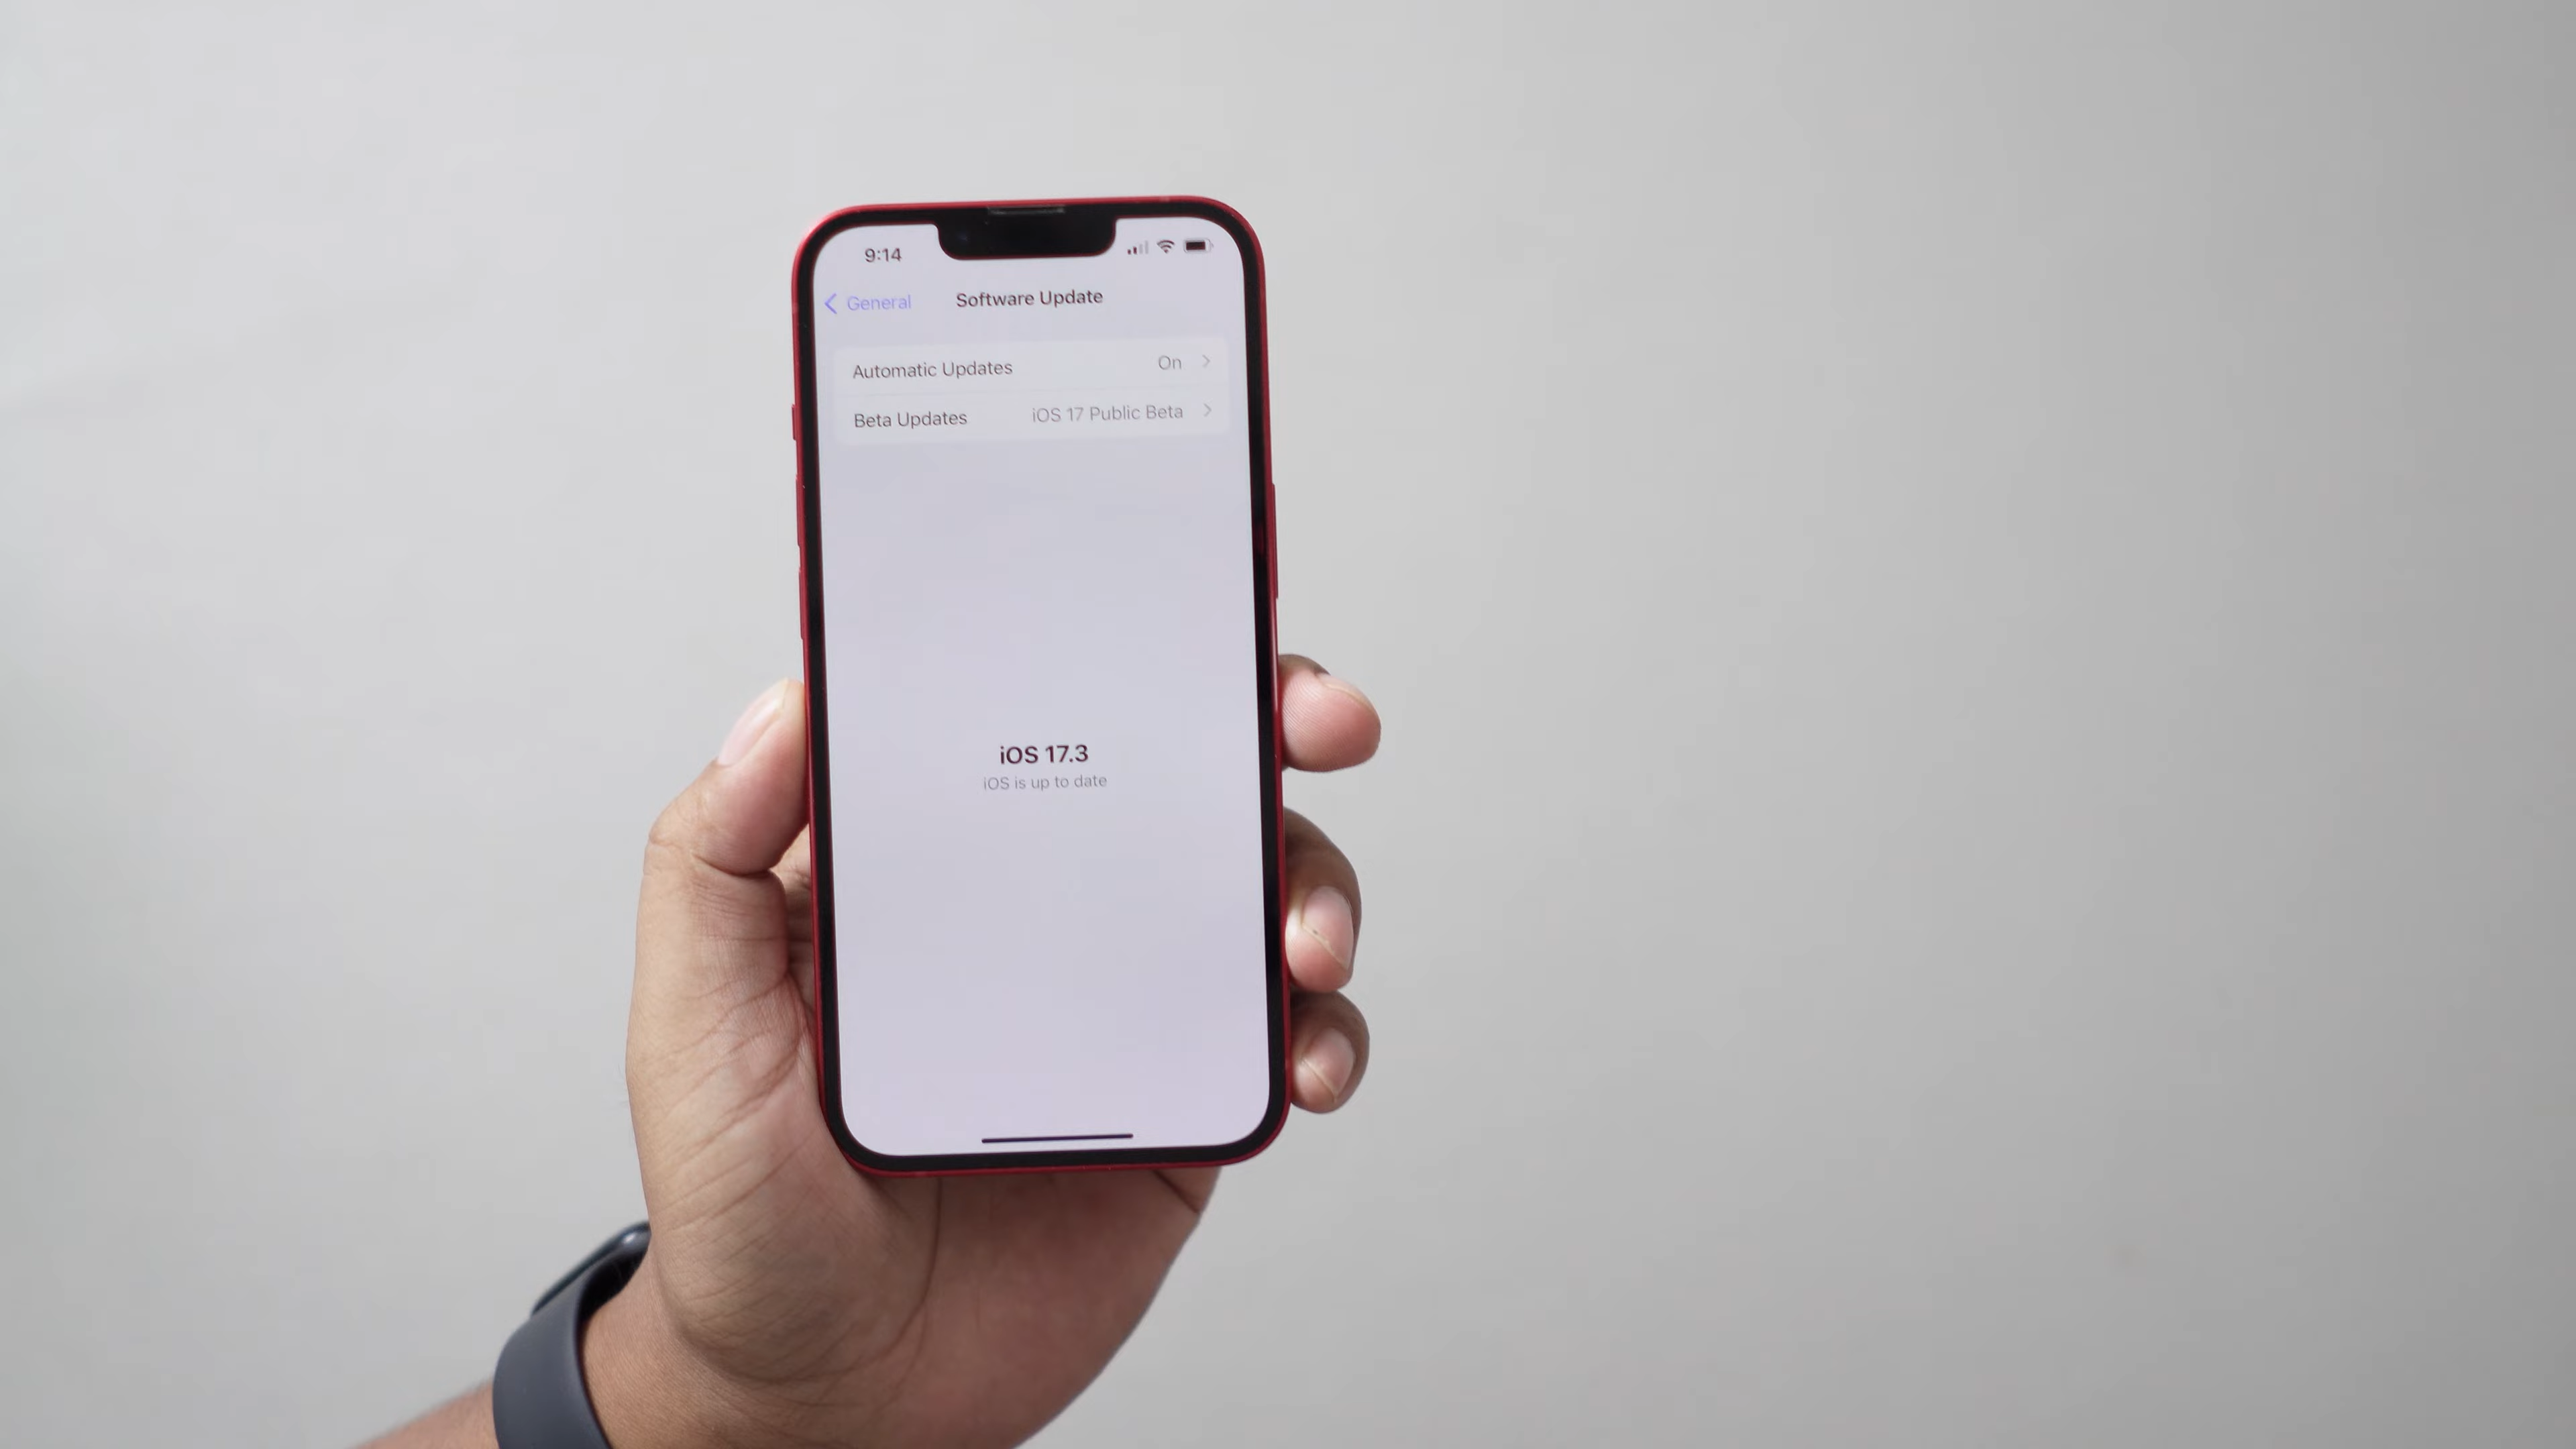 9:14
General
Software Update
Automatic Updates On
Beta Updates iOS 17 Public Beta
iOS 17.3
iOS is up to date